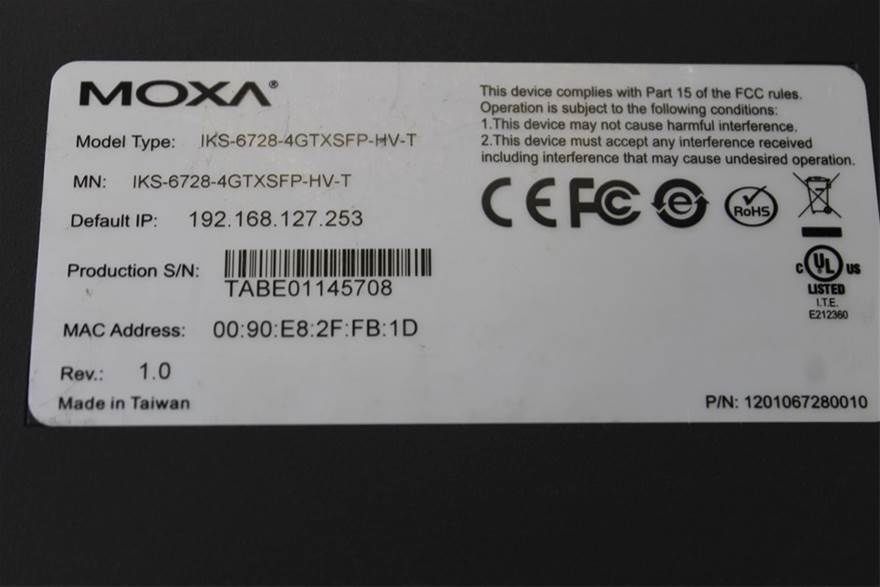 MOXA®
Model Type: IKS-6728-4GTXSFP-HV-T
MN: IKS-6728-4GTXSFP-HV-T
Default IP: 192.168.127.253
Production S/N:
TABE01145708
MAC Address: 00:90:E8:2F:FB:1D
Rev.: 1.0
Made in Taiwan
This device complies with Part 15 of the FCC rules.
Operation is subject to the following conditions:
1.This device may not cause harmful interference.
2.This device must accept any interference received
including interference that may cause undesired operation.
CE FC e RoHS
C UL US
LISTED
I.T.E.
E212360
P/N: 1201067280010